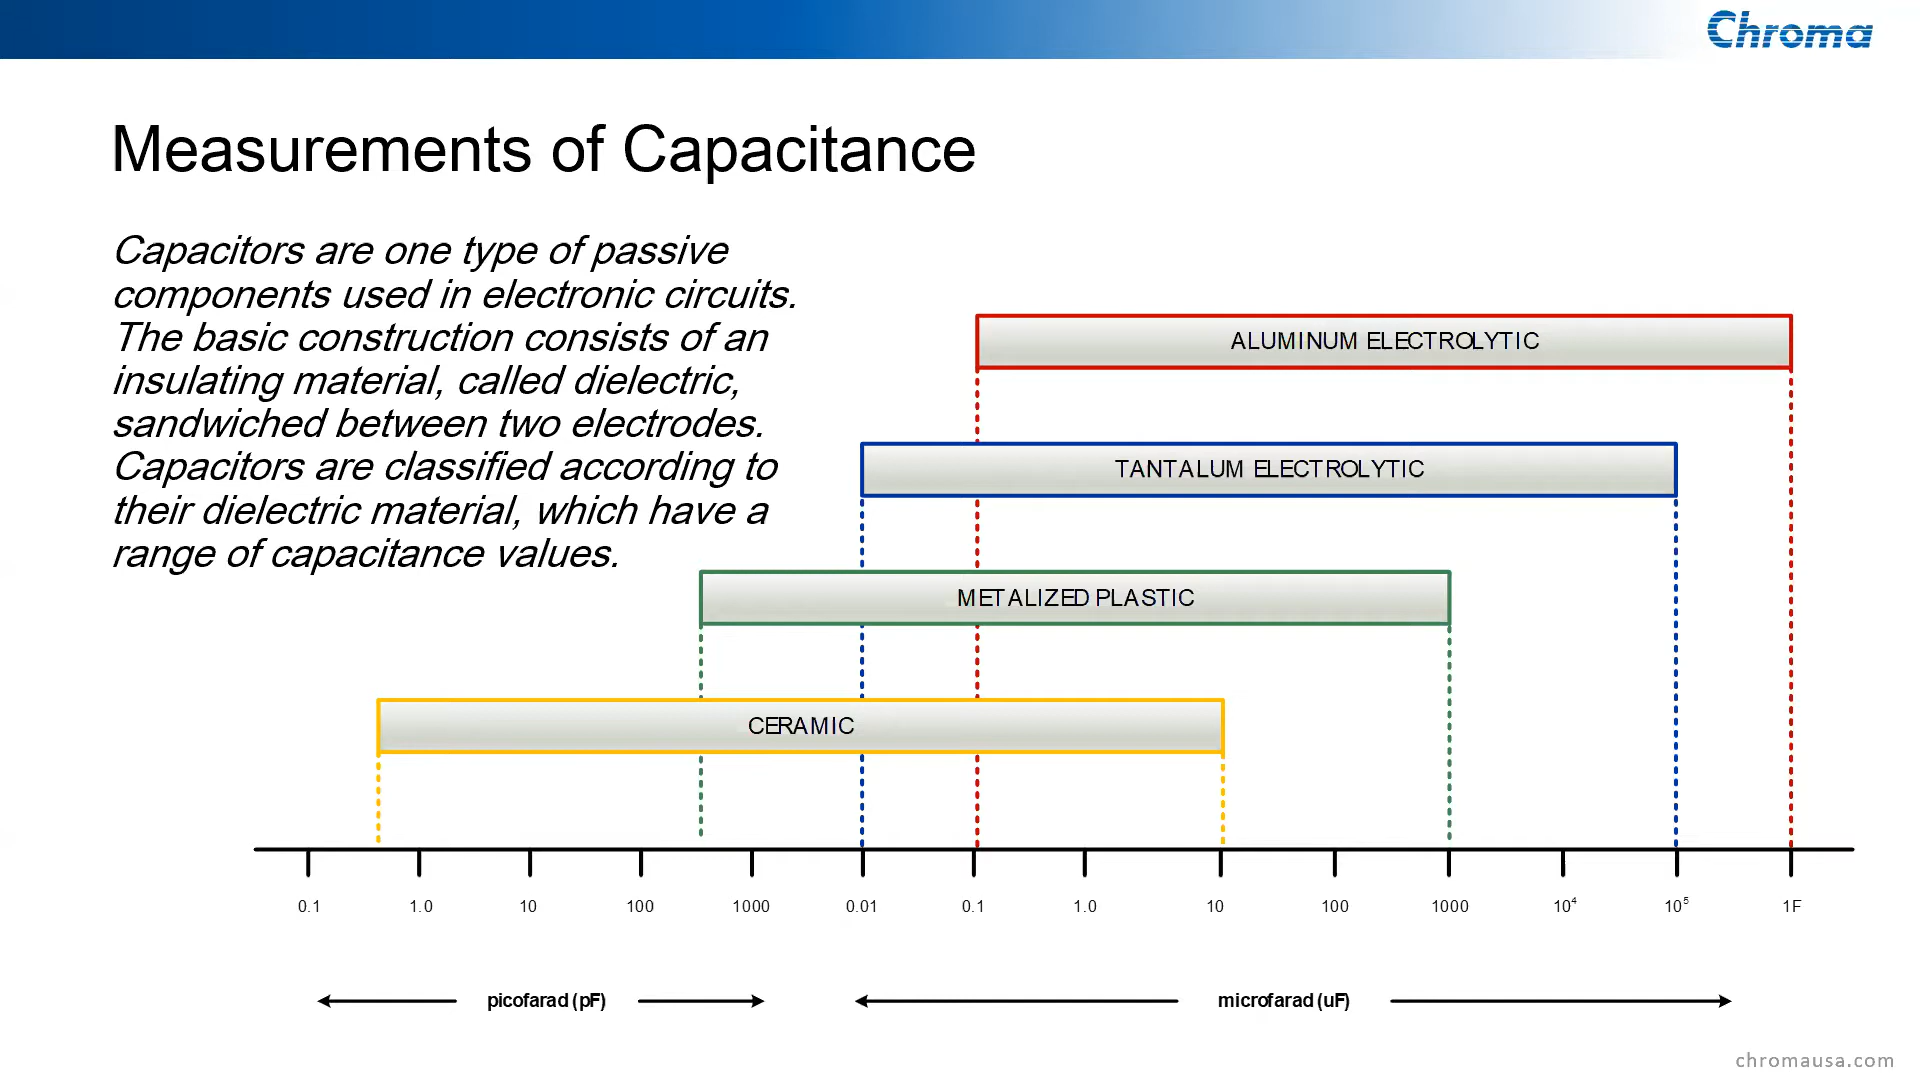 Chroma
Measurements of Capacitance
Capacitors are one type of passive
components used in electronic circuits.
The basic construction consists of an
insulating material, called dielectric,
sandwiched between two electrodes.
Capacitors are classified according to
their dielectric material, which have a
range of capacitance values.
ALUMINUM ELECTROLYTIC
TANTALUM ELECTROLYTIC
METALIZED PLASTIC
CERAMIC
0.1 1.0 10 100 1000 0.01 0.1 1.0 10 100 1000 10⁴ 10⁵ 1F
picofarad (pF) microfarad (uF)
chromausa.com